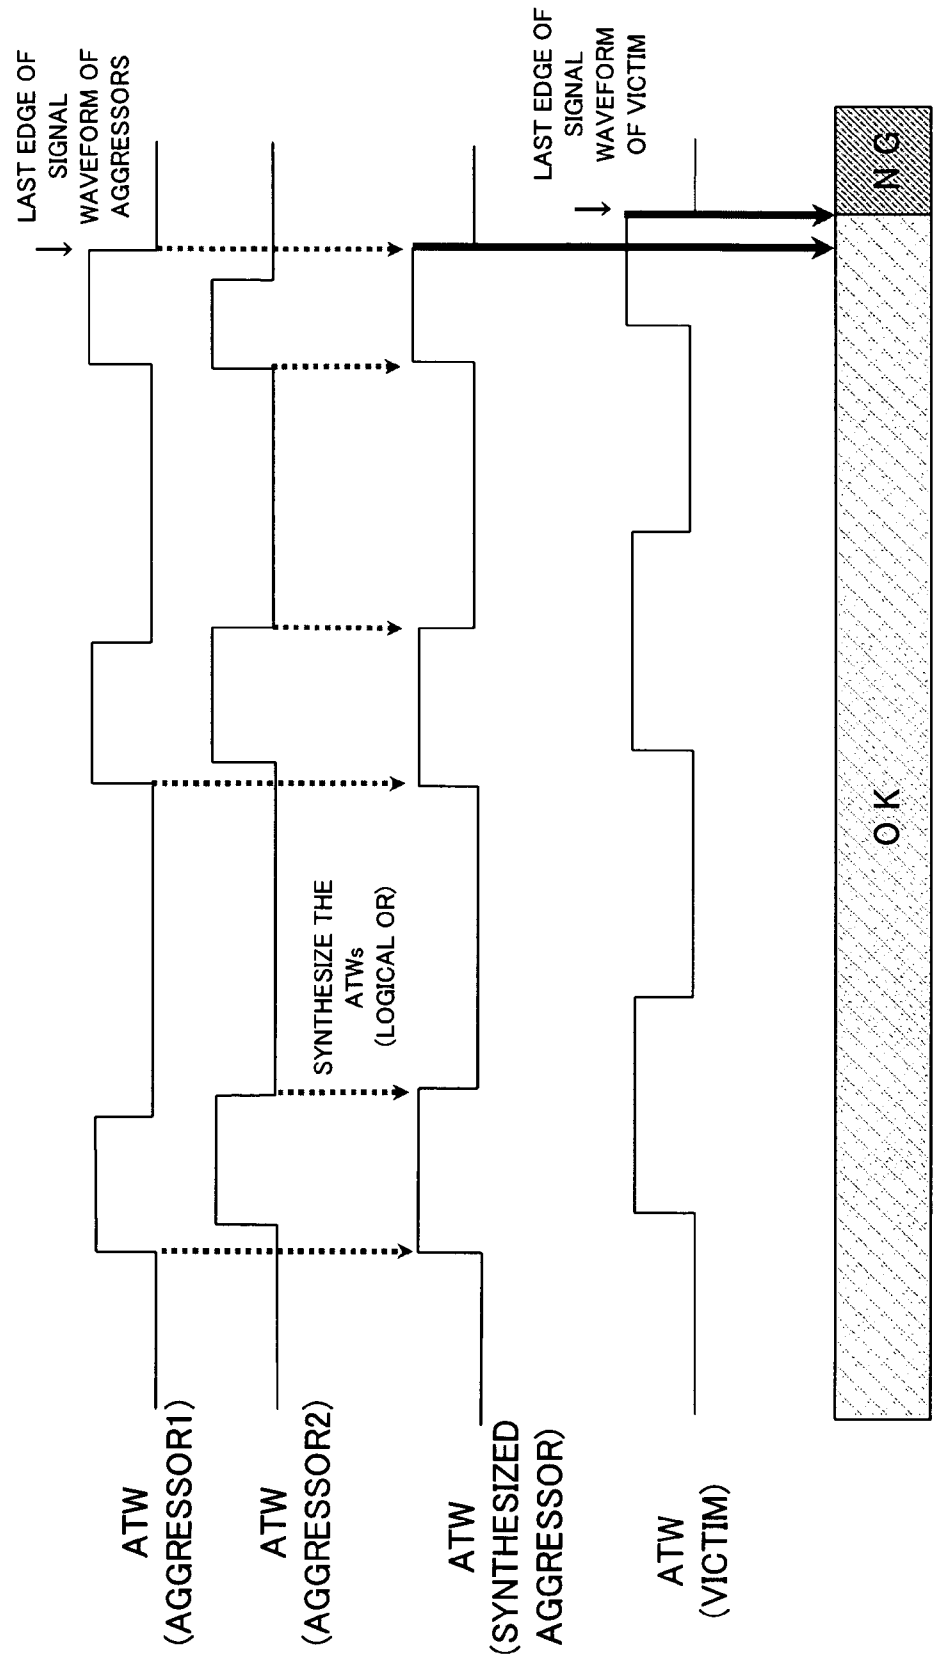 LAST EDGE OF
SIGNAL
WAVEFORM OF
AGGRESSORS
LAST EDGE OF
SIGNAL
WAVEFORM
OF VICTIM
ATW
(AGGRESSOR1)
ATW
(AGGRESSOR2)
SYNTHESIZE THE
ATWs
(LOGICAL OR)
ATW
(SYNTHESIZED
AGGRESSOR)
ATW
(VICTIM)
OK
NG